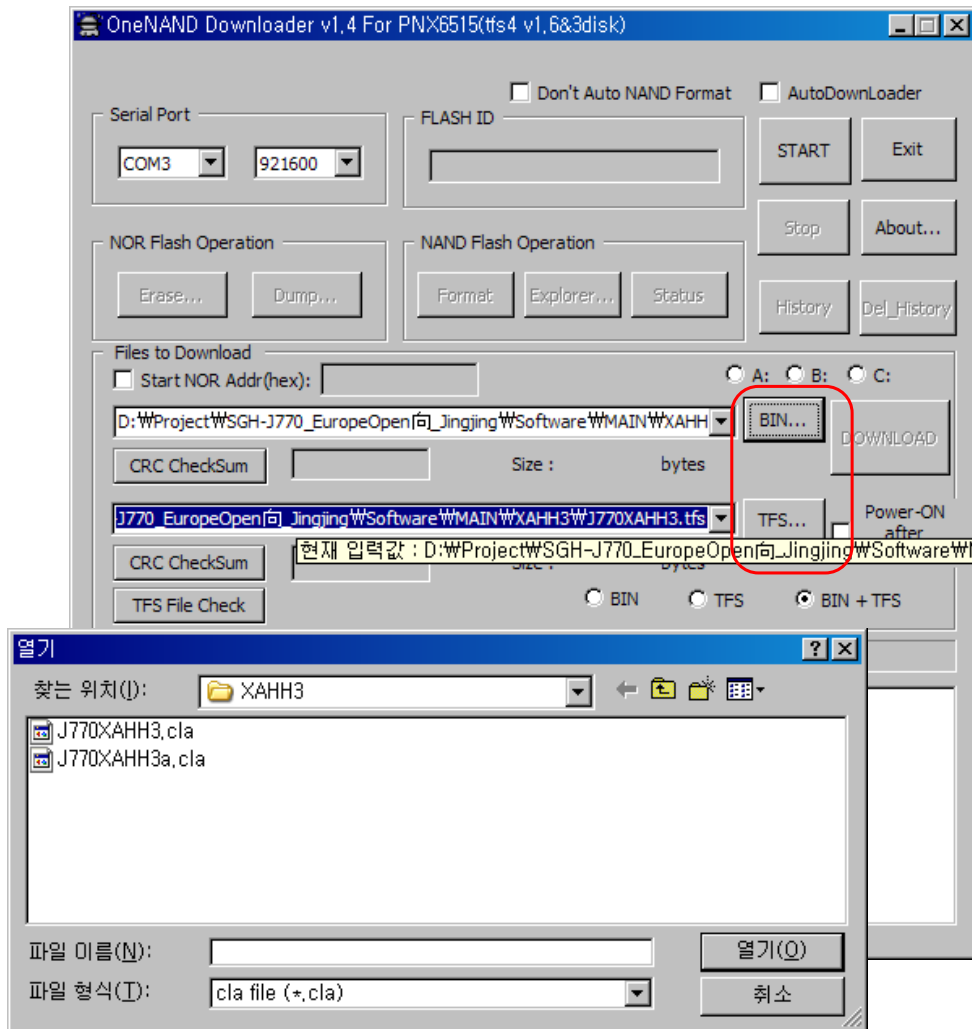 OneNAND Downloader v1,4 For PNX6515(tfs4 v1,6&3disk)
Don't Auto NAND Format
AutoDownLoader
Serial Port
FLASH ID
COM3
921600
START
Exit
Stop
About...
NOR Flash Operation
NAND Flash Operation
Erase...
Dump...
Format
Explorer...
Status
History
Del_History
Files to Download
Start NOR Addr(hex):
A:
B:
C:
D:₩Project₩SGH-J770_EuropeOpen向_Jingjing₩Software₩MAIN₩XAHH
BIN...
DOWNLOAD
CRC CheckSum
Size :
bytes
J770_EuropeOpen向_Jingjing₩Software₩MAIN₩XAHH3₩J770XAHH3.tfs
TFS...
Power-ON
after
현재 입력값 : D:₩Project₩SGH-J770_EuropeOpen向_Jingjing₩Software₩
CRC CheckSum
Size :
bytes
TFS File Check
BIN
TFS
BIN + TFS
열기
찾는 위치(I):
XAHH3
J770XAHH3,cla
J770XAHH3a,cla
파일 이름(N):
열기(O)
파일 형식(T):
cla file (*,cla)
취소